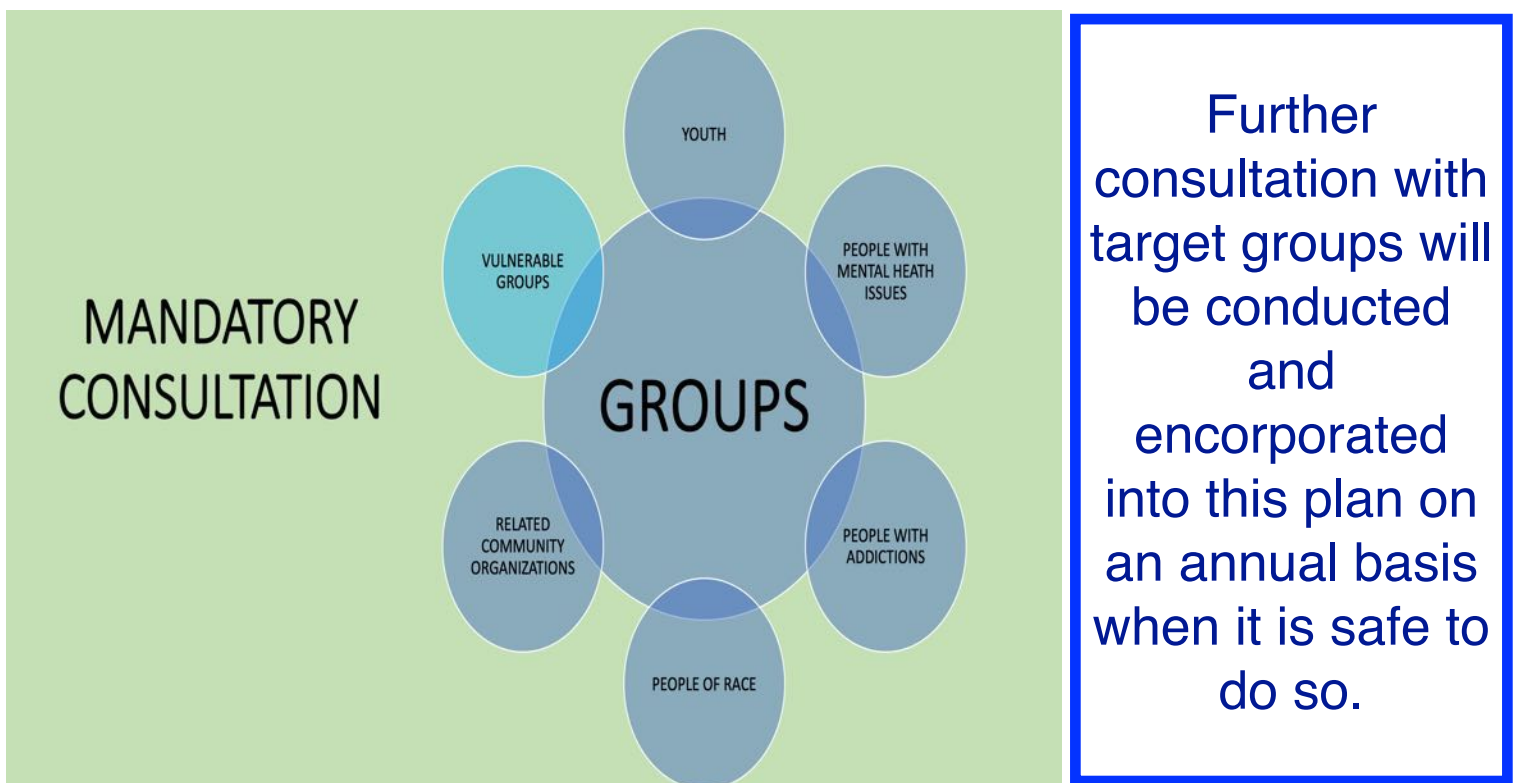 MANDATORY
CONSULTATION
YOUTH
VULNERABLE
GROUPS
PEOPLE WITH
MENTAL HEATH
ISSUES
GROUPS
RELATED
COMMUNITY
ORGANIZATIONS
PEOPLE WITH
ADDICTIONS
PEOPLE OF RACE
Further
consultation with
target groups will
be conducted
and
encorporated
into this plan on
an annual basis
when it is safe to
do so.